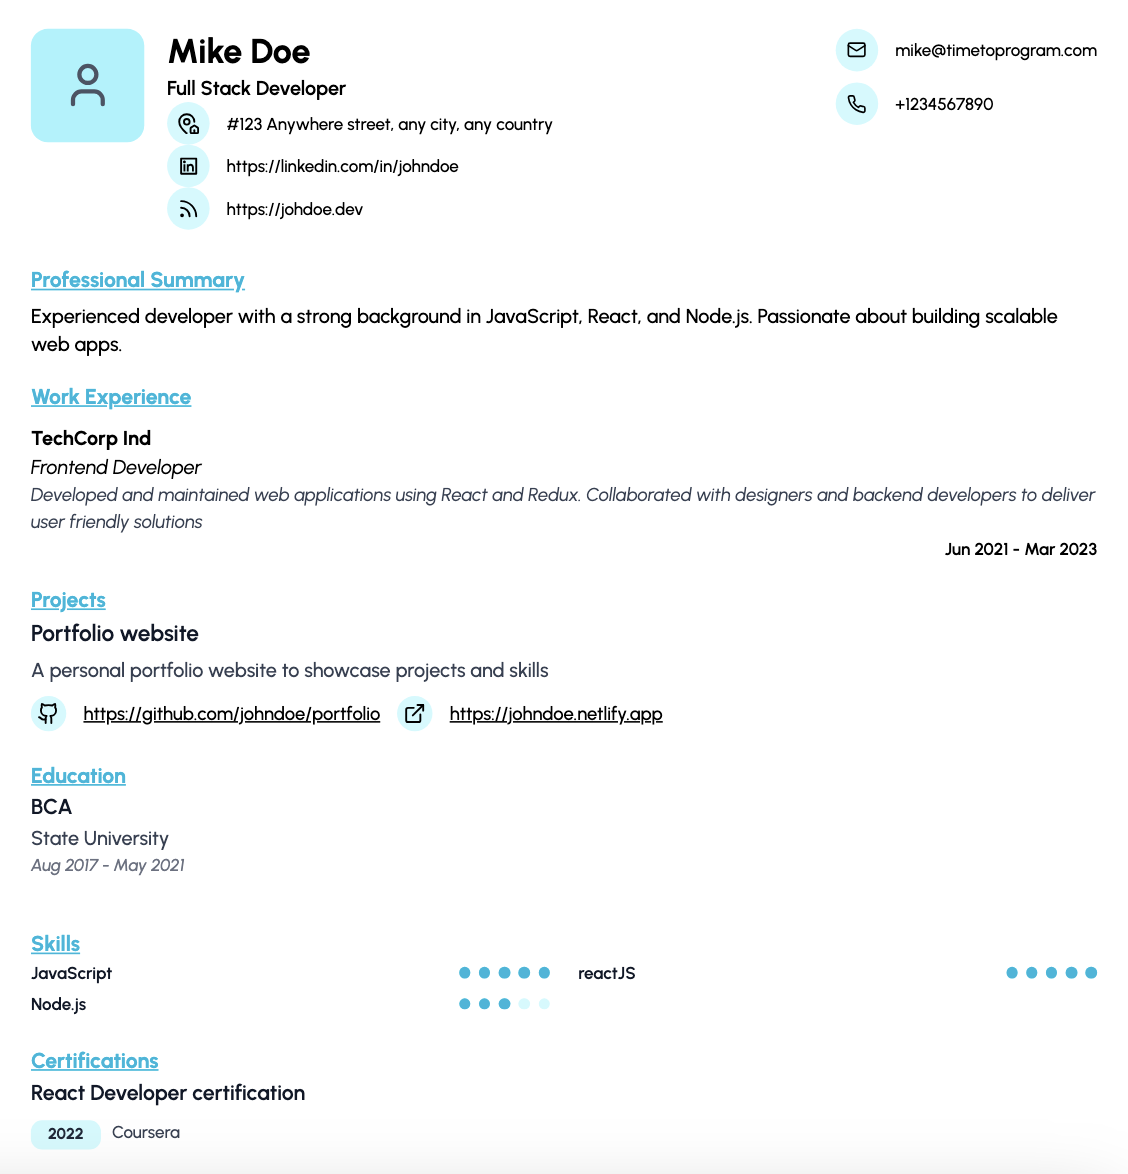 Mike Doe
Full Stack Developer
#123 Anywhere street, any city, any country
https://linkedin.com/in/johndoe
https://johdoe.dev
mike@timetoprogram.com
+1234567890
Professional Summary
Experienced developer with a strong background in JavaScript, React, and Node.js. Passionate about building scalable
web apps.
Work Experience
TechCorp Ind
Frontend Developer
Developed and maintained web applications using React and Redux. Collaborated with designers and backend developers to deliver
user friendly solutions
Jun 2021 - Mar 2023
Projects
Portfolio website
A personal portfolio website to showcase projects and skills
https://github.com/johndoe/portfolio https://johndoe.netlify.app
Education
BCA
State University
Aug 2017 - May 2021
Skills
JavaScript reactJS
Node.js
Certifications
React Developer certification
2022 Coursera